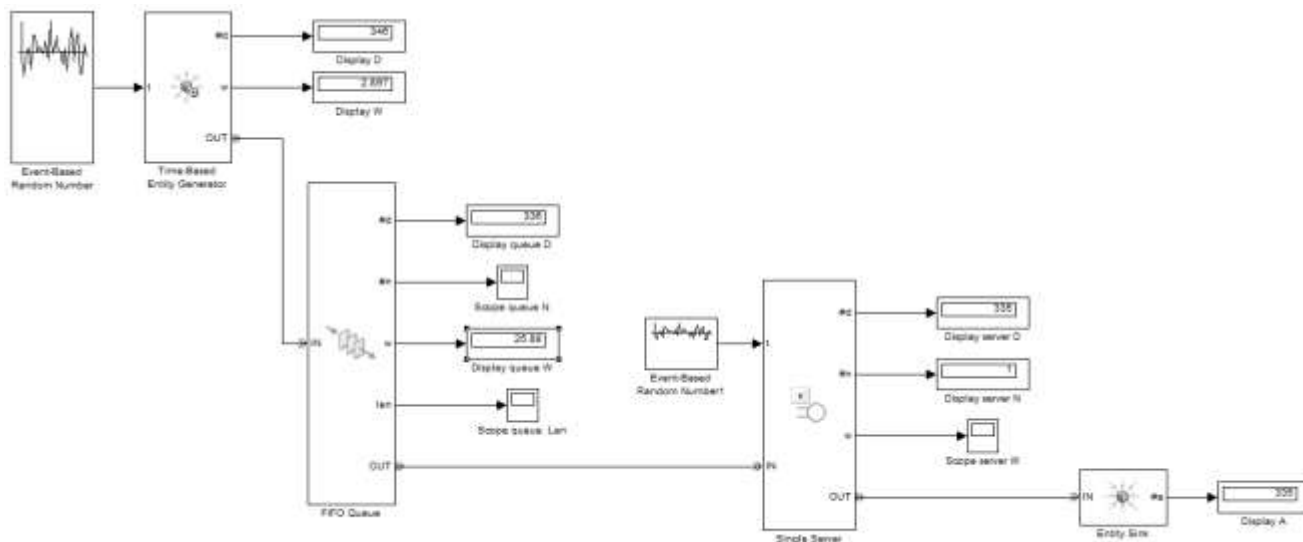 #d
346
Display D
t
w
2.897
Display W
OUT
Event-Based
Random Number
Time-Based
Entity Generator
#d
336
Display queue D
#n
Scope queue N
IN
w
25.88
Display queue W
len
Scope queue Len
OUT
FIFO Queue
Event-Based
Random Number1
t
#d
335
Display server D
#n
1
Display server N
w
Scope server W
IN
OUT
Single Server
IN
#a
Entity Sink
335
Display A